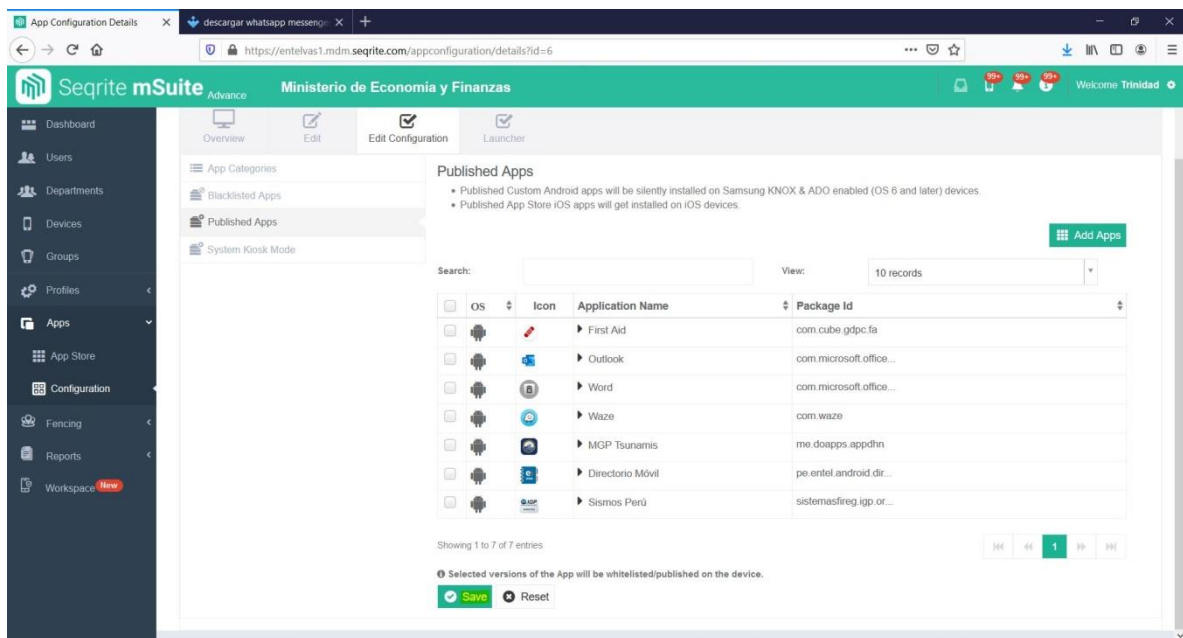 App Configuration Details
descargar whatsapp messenge
https://entelvas1.mdm.seqrite.com/appconfiguration/details?id=6
Seqrite mSuite Advance
Ministerio de Economia y Finanzas
99+ 99+ 99+
Welcome Trinidad
Dashboard
Users
Departments
Devices
Groups
Profiles
Apps
App Store
Configuration
Fencing
Reports
Workspace New
Overview
Edit
Edit Configuration
Launcher
App Categories
Blacklisted Apps
Published Apps
System Kiosk Mode
Published Apps
Published Custom Android apps will be silently installed on Samsung KNOX & ADO enabled (OS 6 and later) devices.
Published App Store iOS apps will get installed on iOS devices.
Add Apps
Search: View: 10 records
OS Icon Application Name Package Id
First Aid com.cube.gdpc.fa
Outlook com.microsoft.office...
Word com.microsoft.office...
Waze com.waze
MGP Tsunamis me.doapps.appdhn
Directorio Móvil pe.entel.android.dir...
Sismos Perú sistemasfireg.igp.or...
Showing 1 to 7 of 7 entries
1
Selected versions of the App will be whitelisted/published on the device.
Save Reset